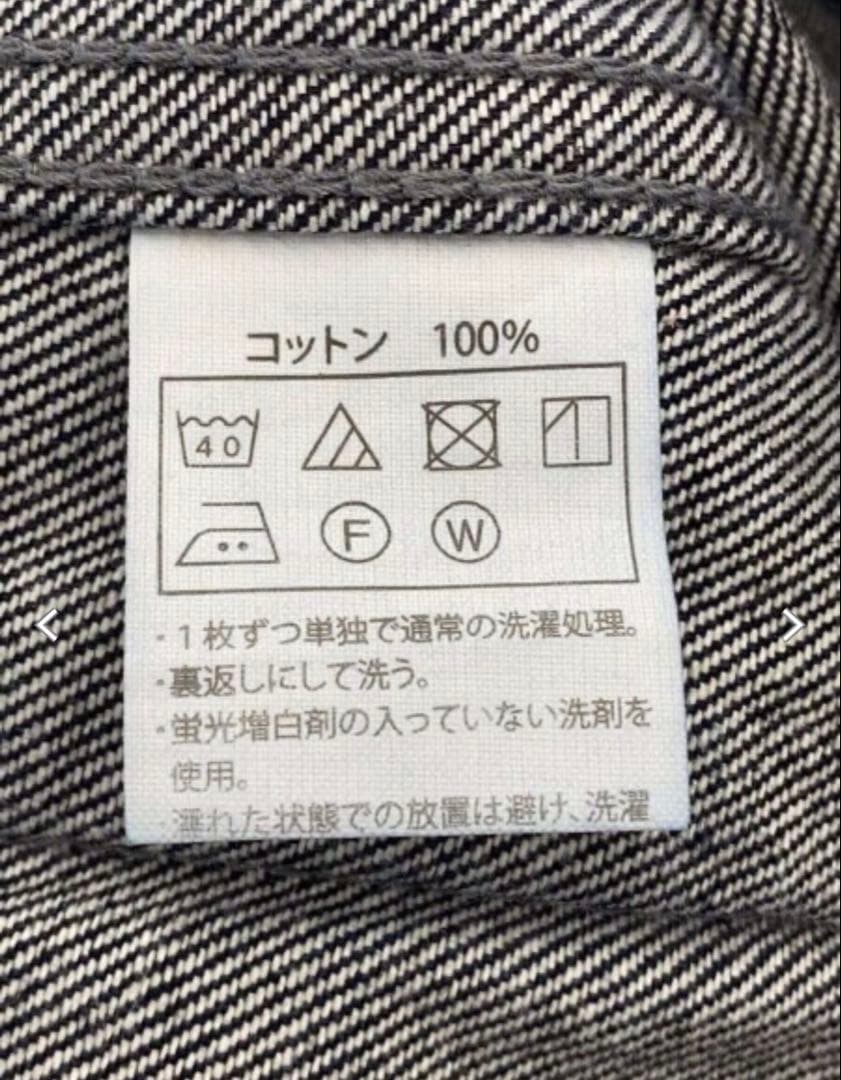 コットン 100%
40
F W
・1枚ずつ単独で通常の洗濯処理。
・裏返しにして洗う。
・蛍光増白剤の入っていない洗剤を
使用。
・濡れた状態での放置は避け、洗濯